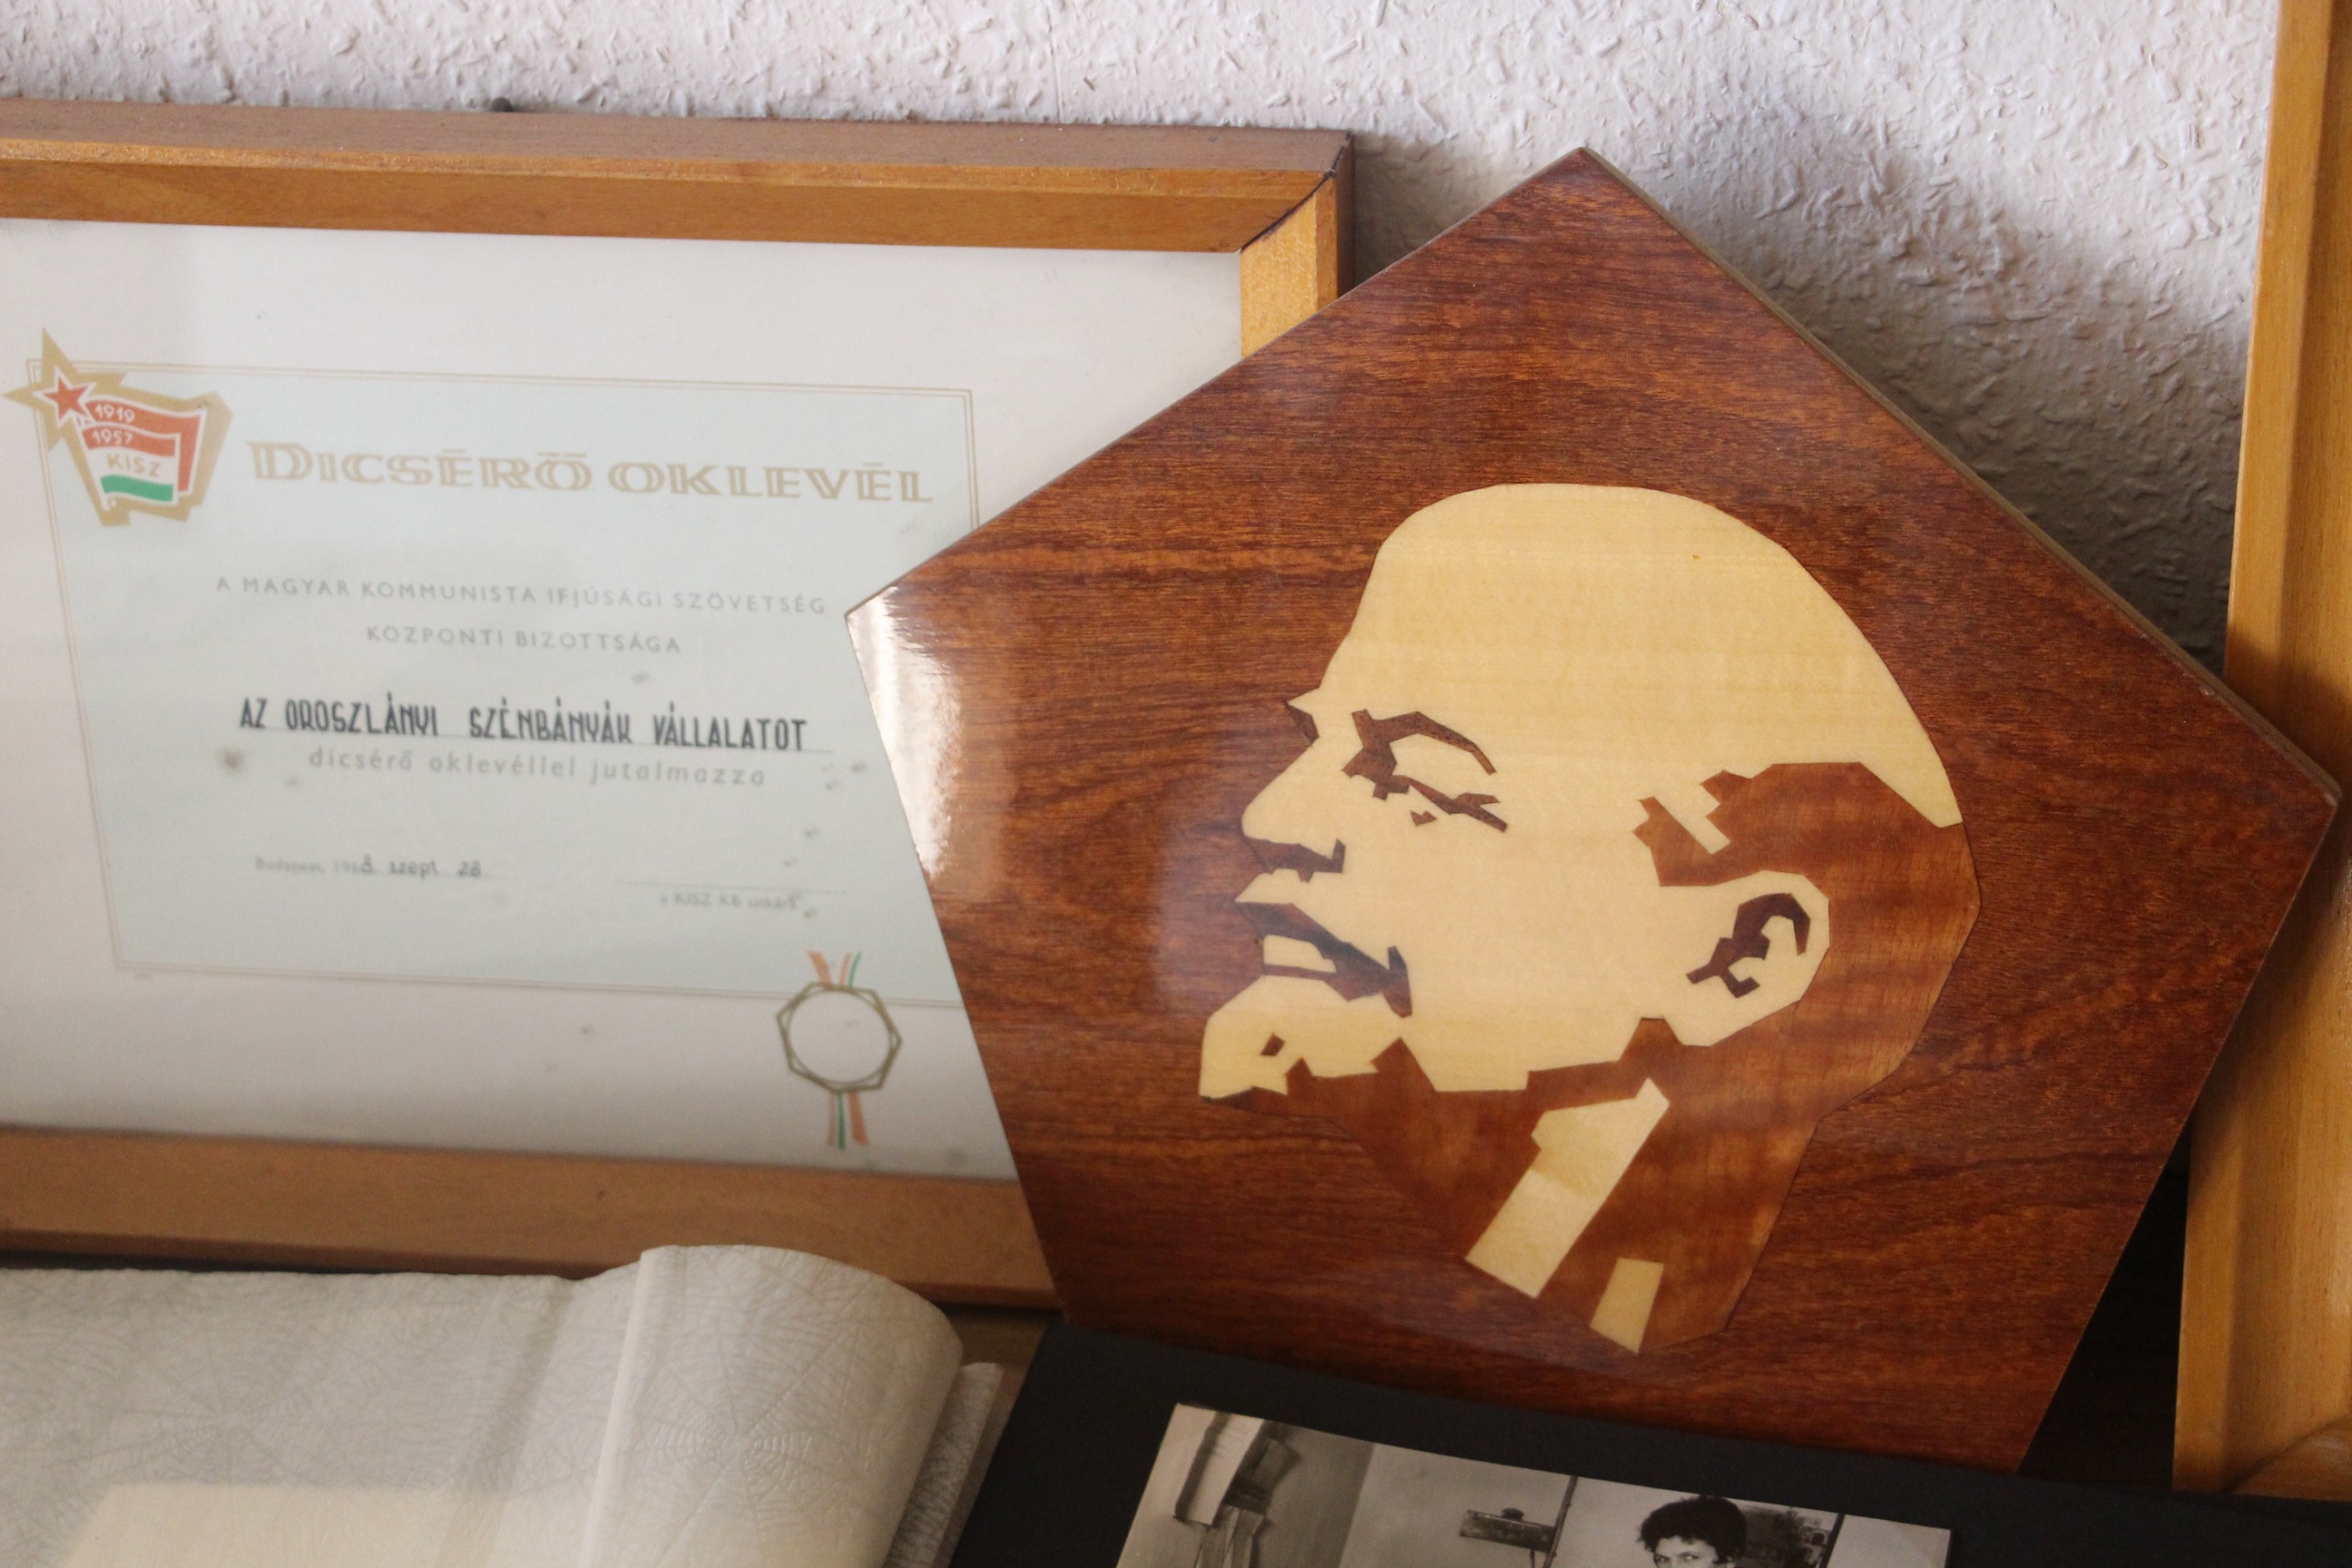 1919
1957
KISZ
DICSÉRŐ OKLEVÉL
A MAGYAR KOMMUNISTA IFJÚSÁGI SZÖVETSÉG
KÖZPONTI BIZOTTSÁGA
AZ OROSZLÁNYI SZÉNBÁNYÁK VÁLLALATOT
dicsérő oklevéllel jutalmazza
Budapest, 1968. szept 28
a KISZ KB titkára